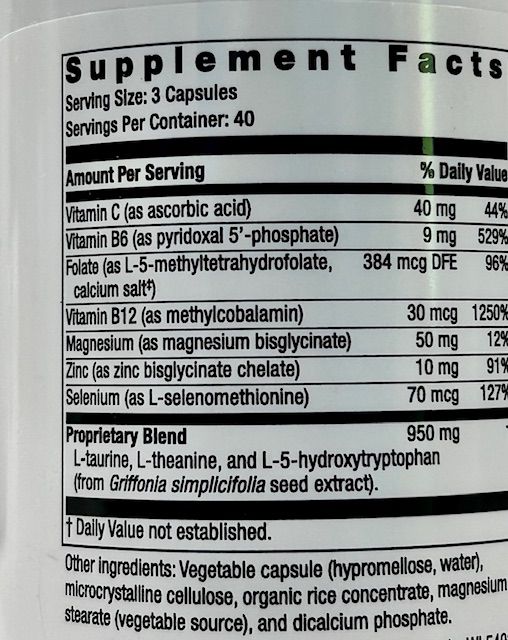 Supplement Facts
Serving Size: 3 Capsules
Servings Per Container: 40
Amount Per Serving % Daily Value
Vitamin C (as ascorbic acid) 40 mg 44%
Vitamin B6 (as pyridoxal 5'-phosphate) 9 mg 529%
Folate (as L-5-methyltetrahydrofolate, 384 mcg DFE 96%
calcium salt‡)
Vitamin B12 (as methylcobalamin) 30 mcg 1250%
Magnesium (as magnesium bisglycinate) 50 mg 12%
Zinc (as zinc bisglycinate chelate) 10 mg 91%
Selenium (as L-selenomethionine) 70 mcg 127%
Proprietary Blend 950 mg
L-taurine, L-theanine, and L-5-hydroxytryptophan
(from Griffonia simplicifolia seed extract).
† Daily Value not established.
Other ingredients: Vegetable capsule (hypromellose, water),
microcrystalline cellulose, organic rice concentrate, magnesium
stearate (vegetable source), and dicalcium phosphate.